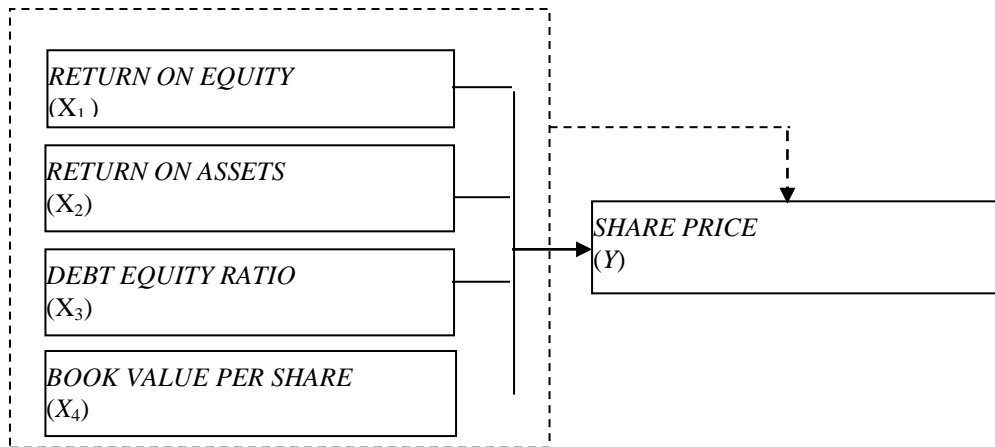 RETURN ON EQUITY
(X₁)
RETURN ON ASSETS
(X₂)
SHARE PRICE
(Y)
DEBT EQUITY RATIO
(X₃)
BOOK VALUE PER SHARE
(X₄)